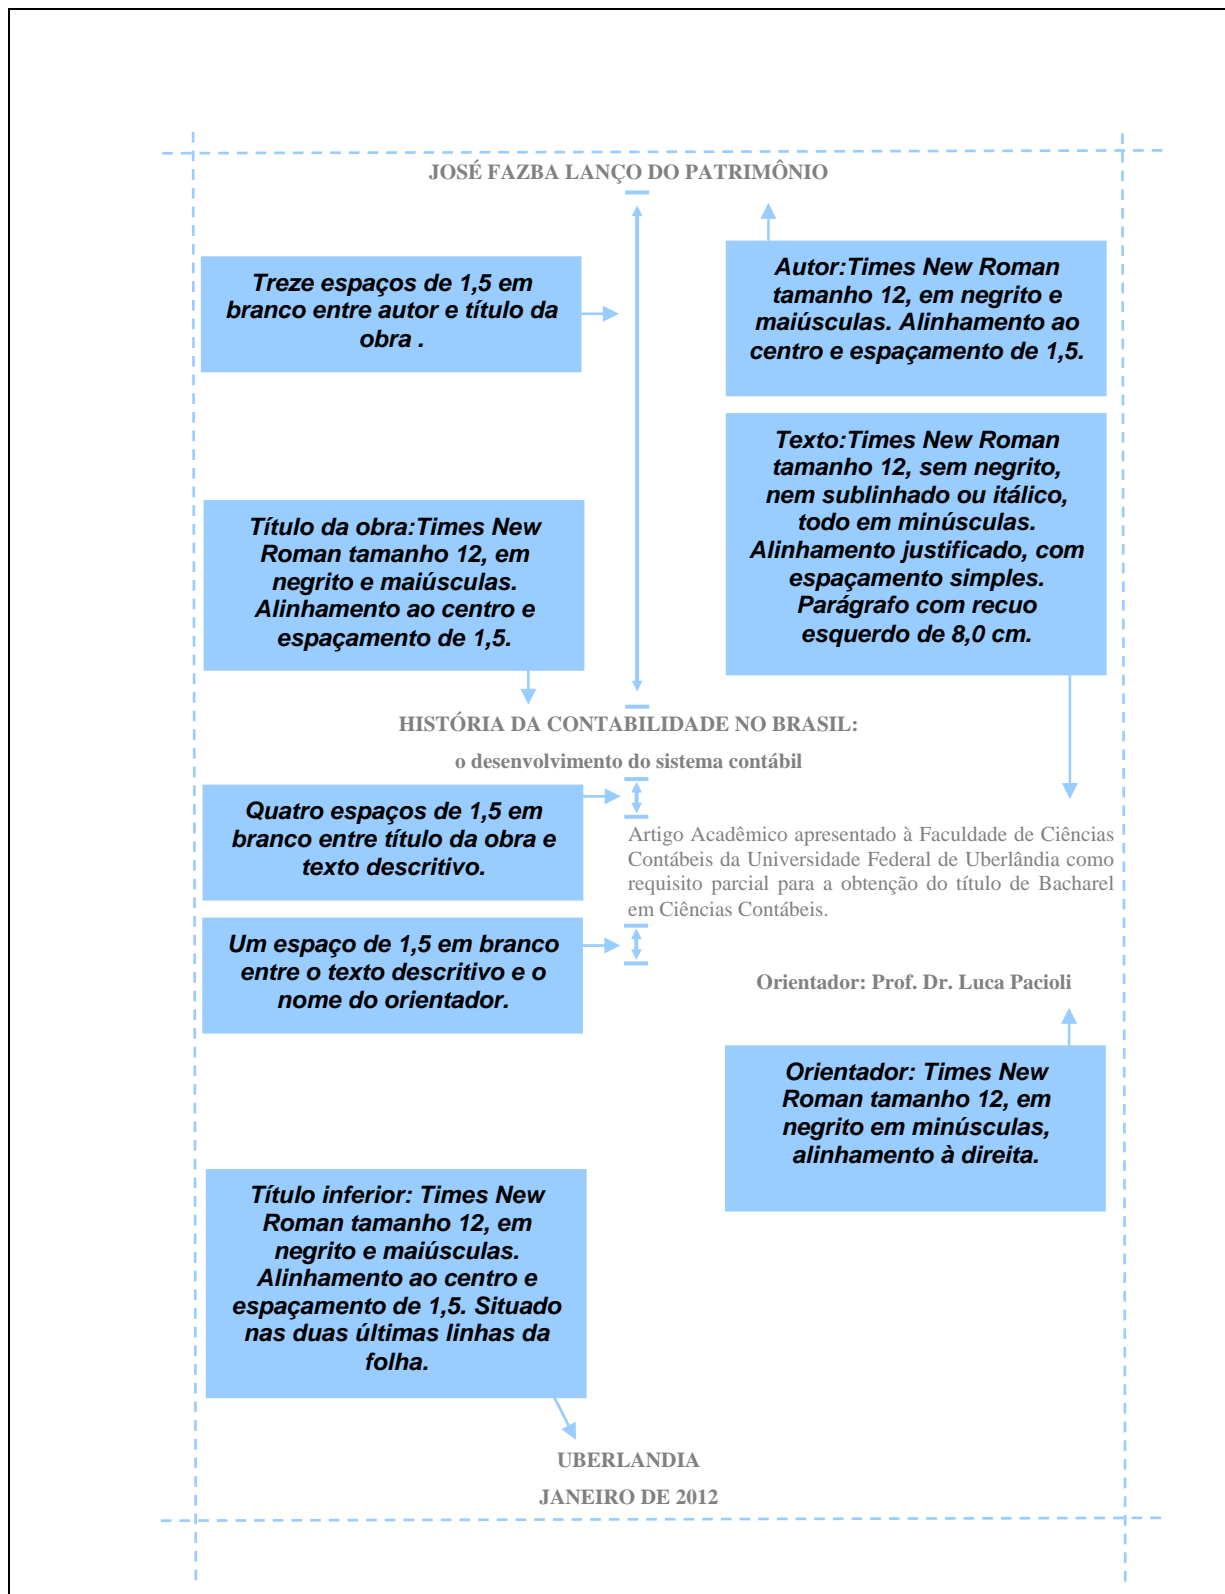 JOSÉ FAZBA LANÇO DO PATRIMÔNIO
Treze espaços de 1,5 em
branco entre autor e título da
obra .
Autor:Times New Roman
tamanho 12, em negrito e
maiúsculas. Alinhamento ao
centro e espaçamento de 1,5.
Texto:Times New Roman
tamanho 12, sem negrito,
nem sublinhado ou itálico,
todo em minúsculas.
Alinhamento justificado, com
espaçamento simples.
Parágrafo com recuo
esquerdo de 8,0 cm.
Título da obra:Times New
Roman tamanho 12, em
negrito e maiúsculas.
Alinhamento ao centro e
espaçamento de 1,5.
HISTÓRIA DA CONTABILIDADE NO BRASIL:
o desenvolvimento do sistema contábil
Quatro espaços de 1,5 em
branco entre título da obra e
texto descritivo.
Artigo Acadêmico apresentado à Faculdade de Ciências
Contábeis da Universidade Federal de Uberlândia como
requisito parcial para a obtenção do título de Bacharel
em Ciências Contábeis.
Um espaço de 1,5 em branco
entre o texto descritivo e o
nome do orientador.
Orientador: Prof. Dr. Luca Pacioli
Orientador: Times New
Roman tamanho 12, em
negrito em minúsculas,
alinhamento à direita.
Título inferior: Times New
Roman tamanho 12, em
negrito e maiúsculas.
Alinhamento ao centro e
espaçamento de 1,5. Situado
nas duas últimas linhas da
folha.
UBERLANDIA
JANEIRO DE 2012